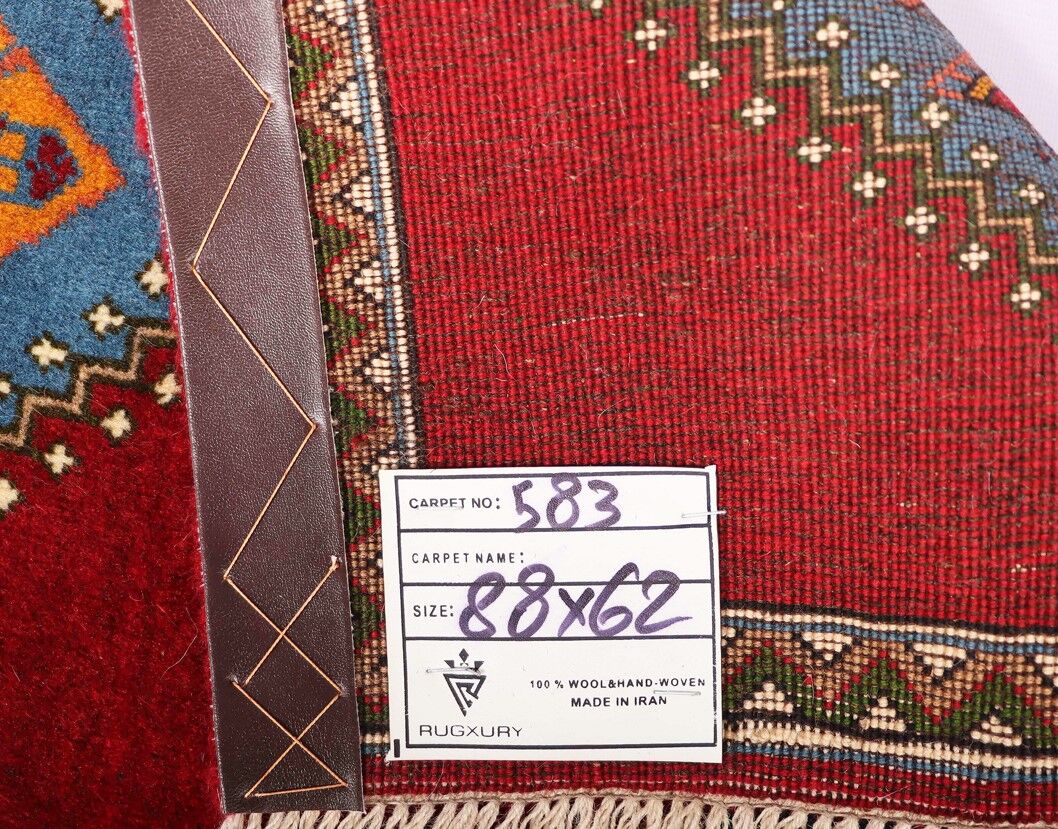 CARPET NO: 583
CARPET NAME:
SIZE: 88x62
100 % WOOL&HAND-WOVEN
MADE IN IRAN
RUGXURY